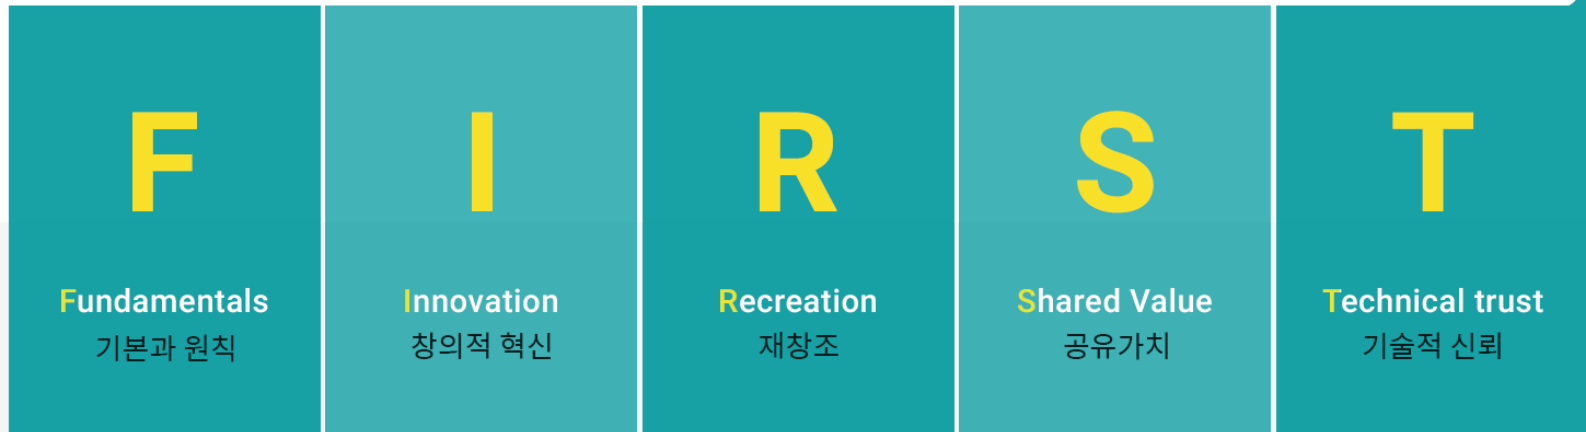 F
Fundamentals
기본과 원칙
I
Innovation
창의적 혁신
R
Recreation
재창조
S
Shared Value
공유가치
T
Technical trust
기술적 신뢰